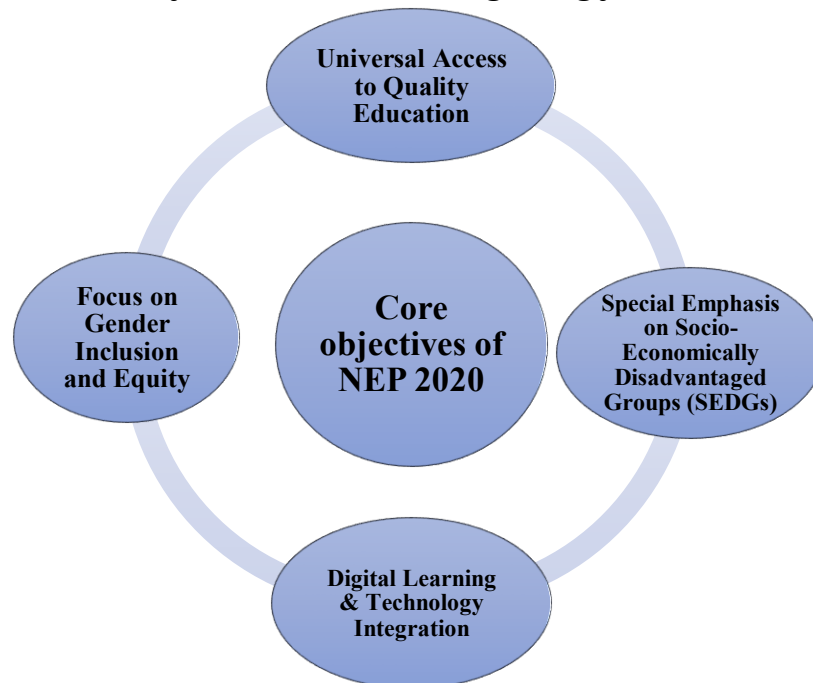 Universal Access
to Quality
Education
Focus on
Gender
Inclusion
and Equity
Core
objectives of
NEP 2020
Special Emphasis
on Socio-
Economically
Disadvantaged
Groups (SEDGs)
Digital Learning
& Technology
Integration